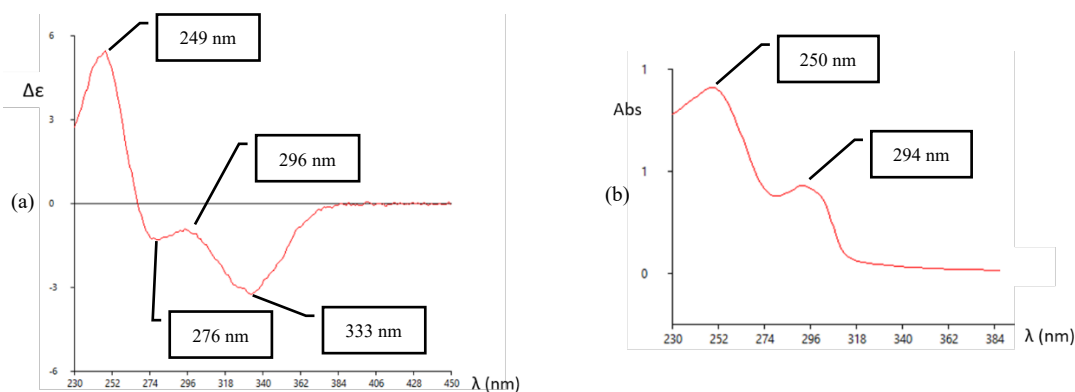 249 nm
296 nm
276 nm
333 nm
(a)
Δε
6
3
0
-3
-6
230 252 274 296 318 340 362 384 406 428 450
λ (nm)
250 nm
294 nm
(b)
Abs
1
1
0
230 252 274 296 318 340 362 384
λ (nm)